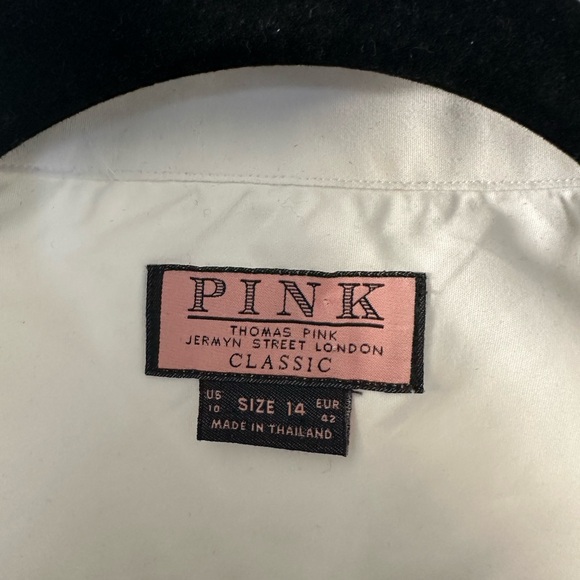 PINK
THOMAS PINK
JERMYN STREET LONDON
CLASSIC
US 10 SIZE 14 EUR 42
MADE IN THAILAND